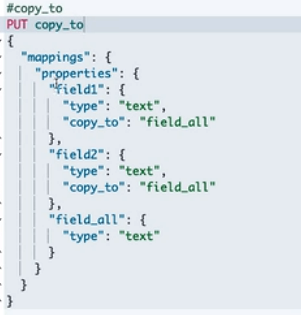 #copy_to
PUT copy_to
{
  "mappings": {
    "properties": {
      "field1": {
        "type": "text",
        "copy_to": "field_all"
      },
      "field2": {
        "type": "text",
        "copy_to": "field_all"
      },
      "field_all": {
        "type": "text"
      }
    }
  }
}